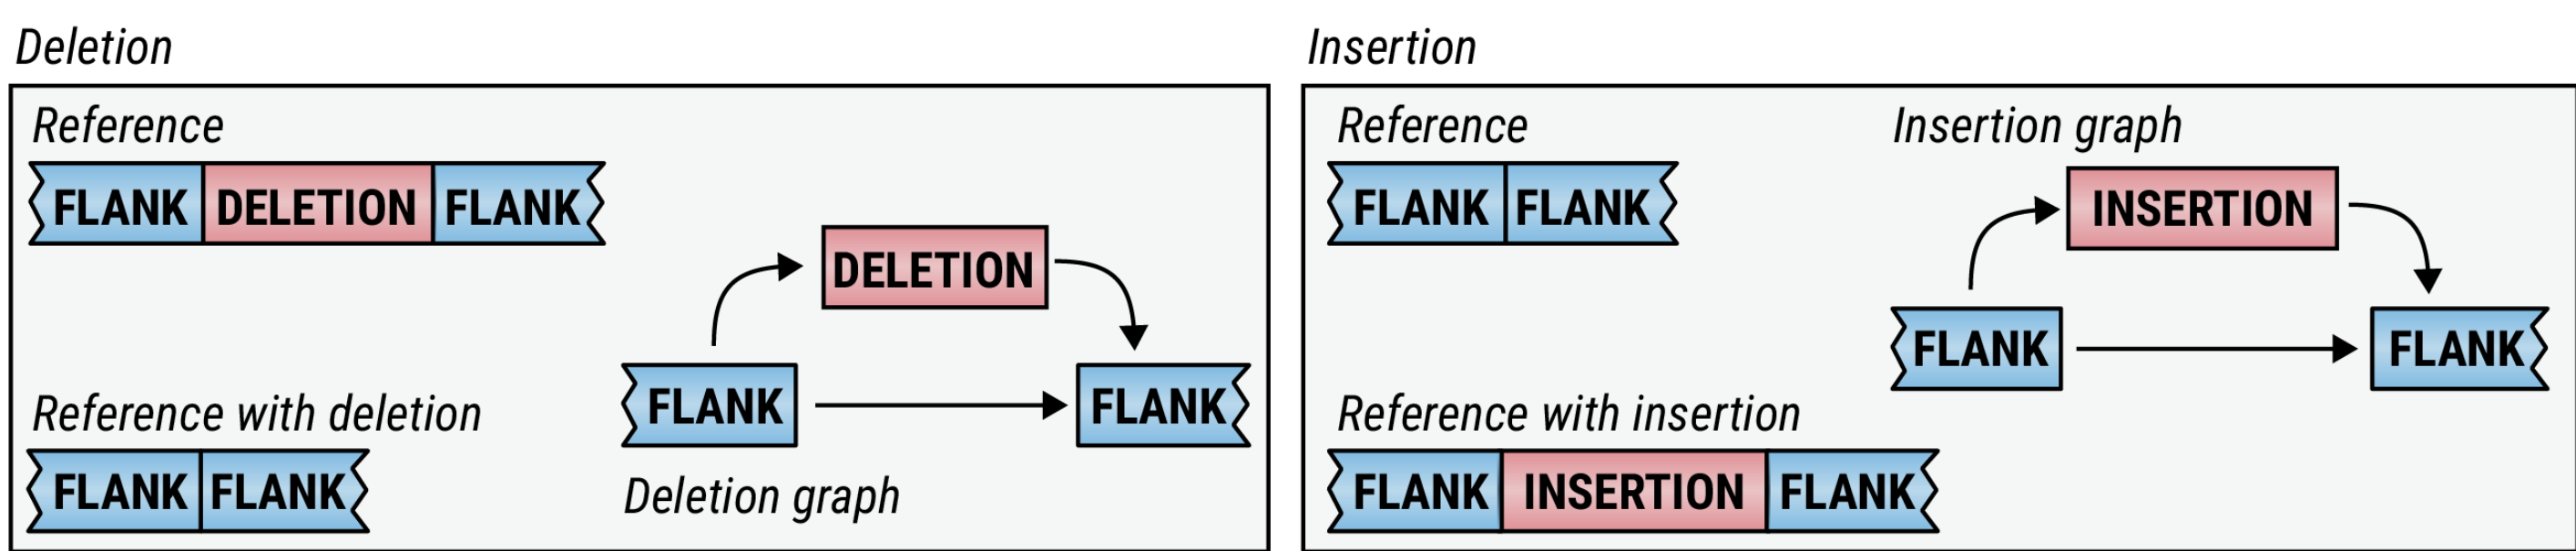 Deletion
Reference
FLANK DELETION FLANK
DELETION
FLANK FLANK
Reference with deletion
FLANK FLANK
Deletion graph
Insertion
Reference
FLANK FLANK
Insertion graph
INSERTION
FLANK FLANK
Reference with insertion
FLANK INSERTION FLANK